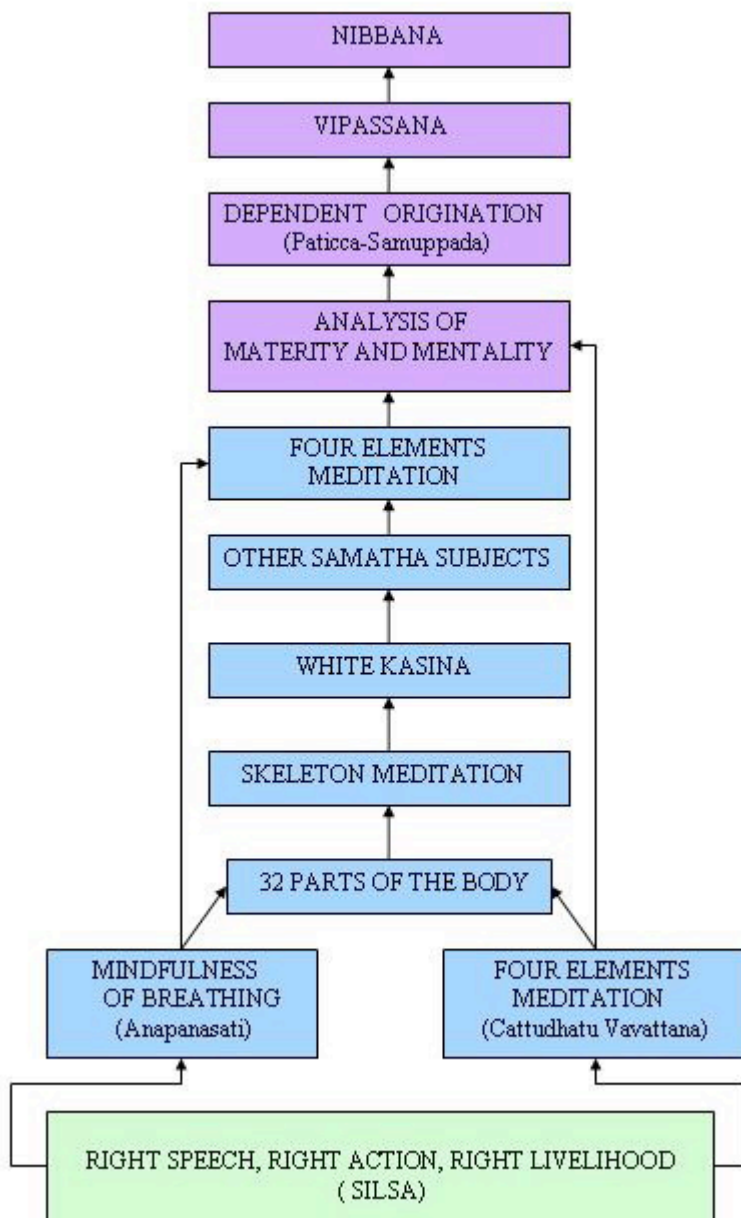 NIBBANA
VIPASSANA
DEPENDENT ORIGINATION
(Paticca-Samuppada)
ANALYSIS OF
MATERITY AND MENTALITY
FOUR ELEMENTS
MEDITATION
OTHER SAMATHA SUBJECTS
WHITE KASINA
SKELETON MEDITATION
32 PARTS OF THE BODY
MINDFULNESS
OF BREATHING
(Anapanasati)
FOUR ELEMENTS
MEDITATION
(Cattudhatu Vavattana)
RIGHT SPEECH, RIGHT ACTION, RIGHT LIVELIHOOD
( SILSA)